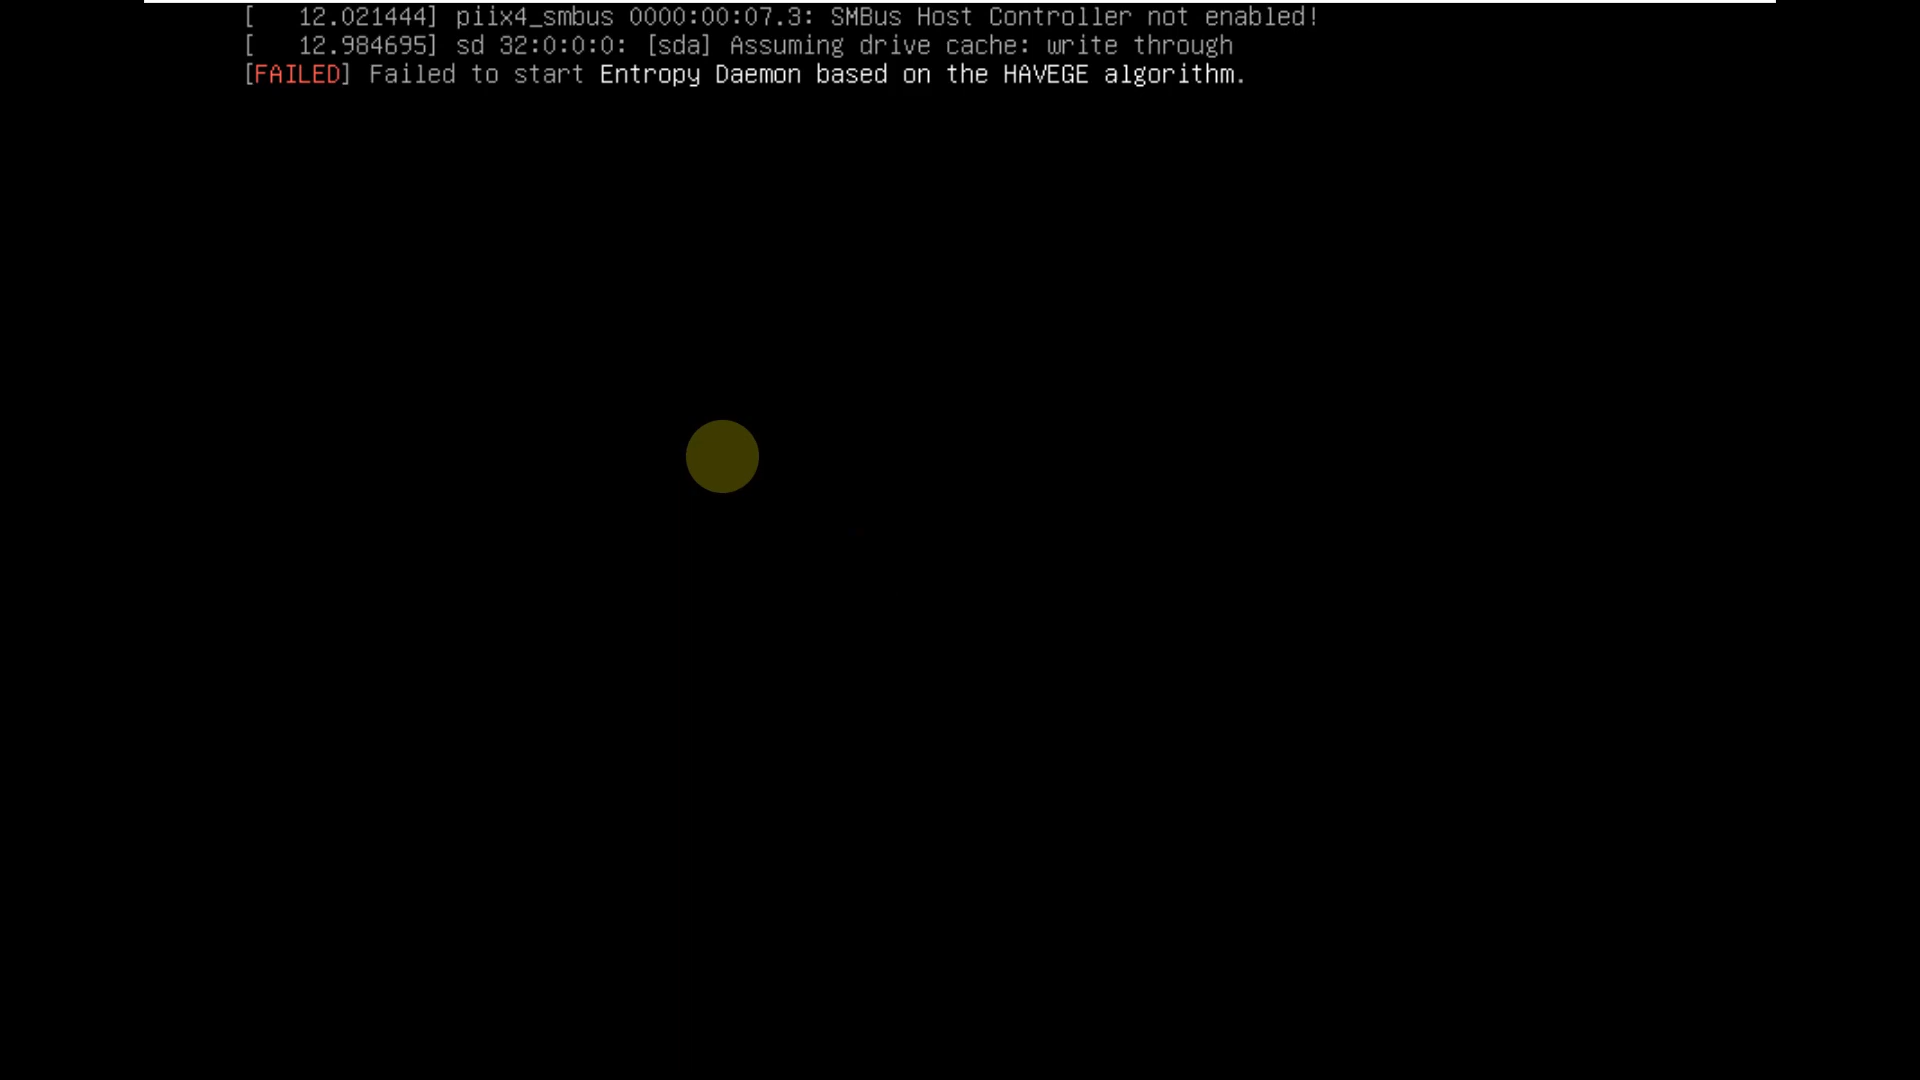 [   12.021444] piix4_smbus 0000:00:07.3: SMBus Host Controller not enabled!
[   12.984695] sd 32:0:0:0: [sda] Assuming drive cache: write through
[FAILED] Failed to start Entropy Daemon based on the HAVEGE algorithm.